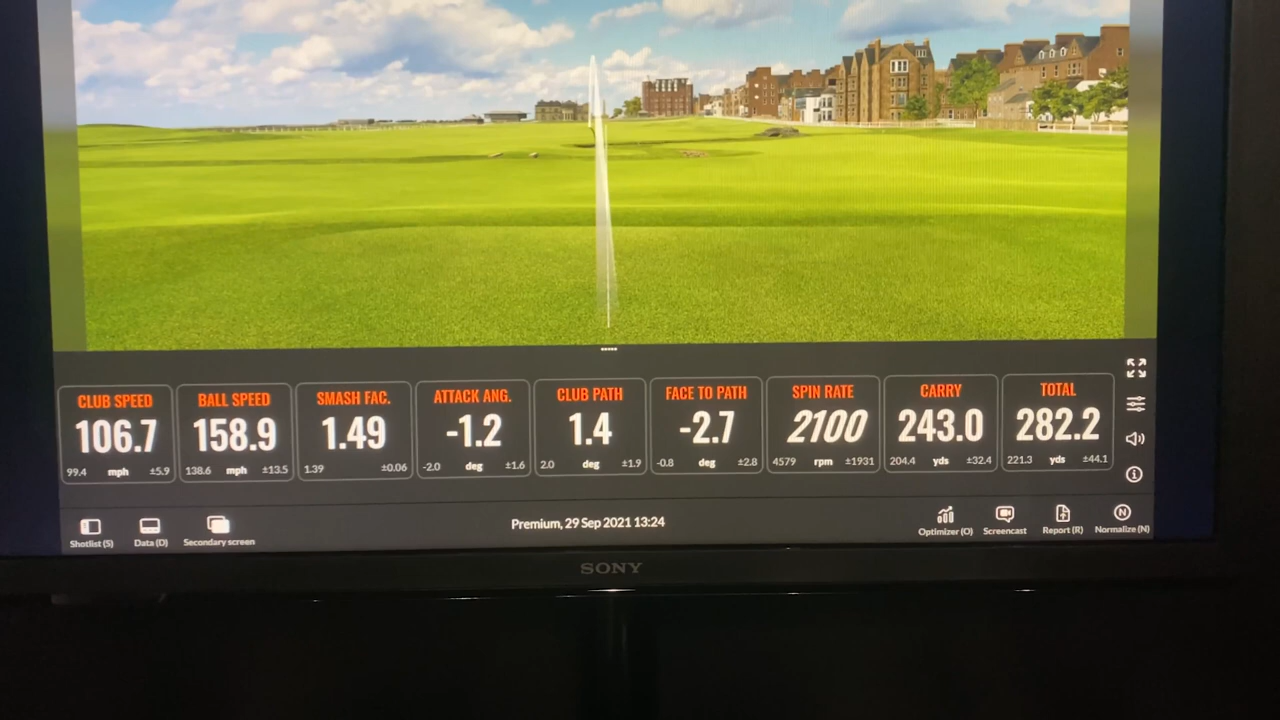 CLUB SPEED BALL SPEED SMASH FAC. ATTACK ANG. CLUB PATH FACE TO PATH SPIN RATE CARRY TOTAL
106.7 158.9 1.49 -1.2 1.4 -2.7 2100 243.0 282.2
99.4 mph ±5.9 138.6 mph ±13.5 1.39 ±0.06 -2.0 deg ±1.6 2.0 deg ±1.9 -0.8 deg ±2.8 4579 rpm ±1931 204.4 yds ±32.4 221.3 yds ±44.1
Shotlist (S) Data (D) Secondary screen Premium, 29 Sep 2021 13:24 Optimizer (O) Screencast Report (R) N Normalize (N)
SONY